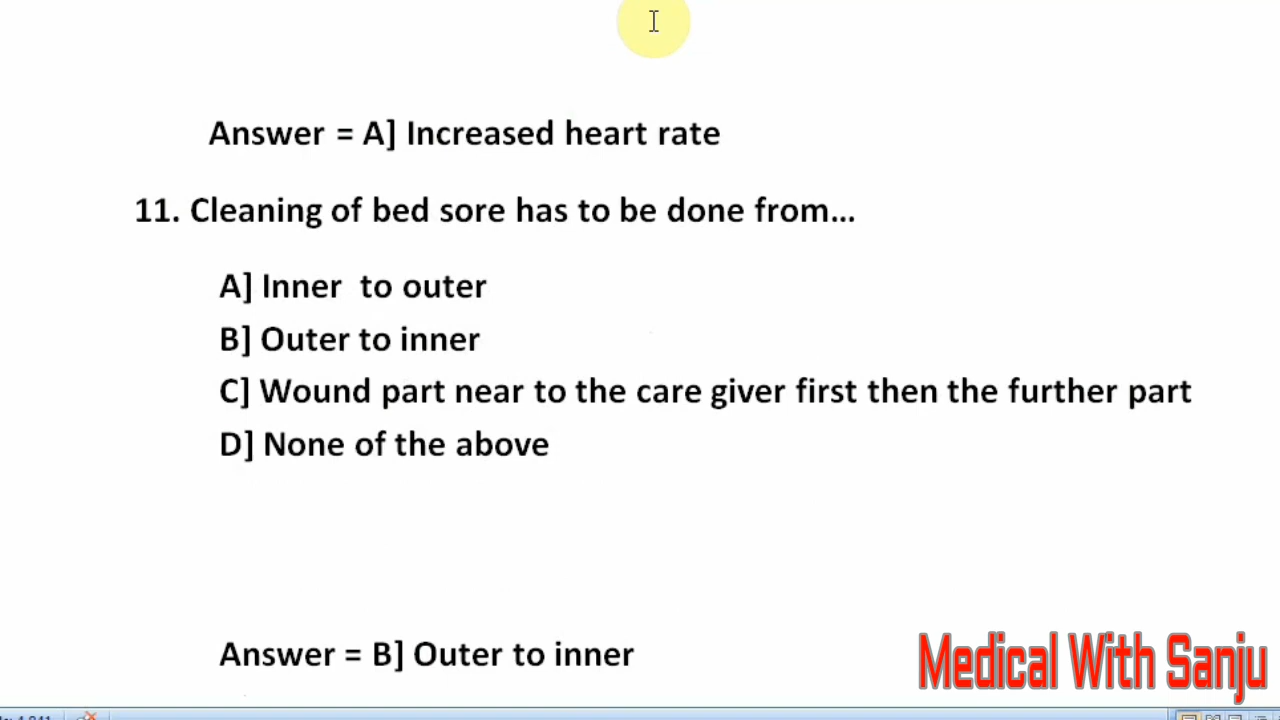 Answer = A] Increased heart rate
11. Cleaning of bed sore has to be done from...
A] Inner  to outer
B] Outer to inner
C] Wound part near to the care giver first then the further part
D] None of the above
Answer = B] Outer to inner
Medical With Sanju